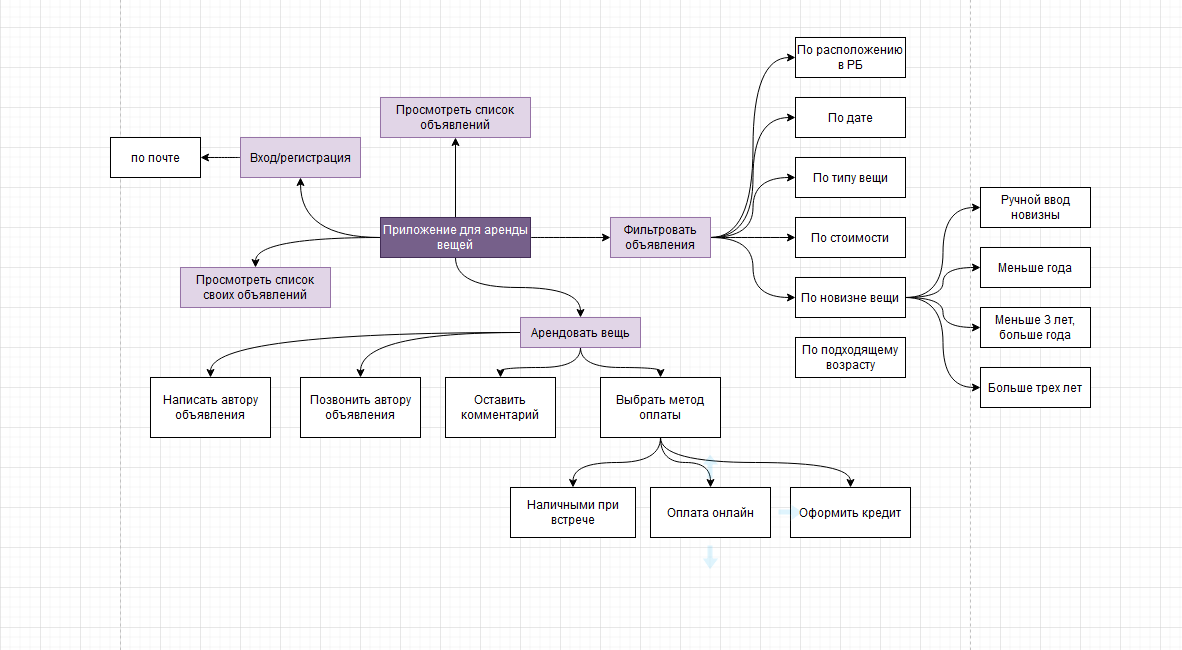 По расположению
в РБ
Просмотреть список
объявлений
По дате
по почте
Вход/регистрация
По типу вещи
Ручной ввод
новизны
Приложение для аренды
вещей
Фильтровать
объявления
По стоимости
Меньше года
Просмотреть список
своих объявлений
По новизне вещи
Меньше 3 лет,
больше года
Арендовать вещь
По подходящему
возрасту
Больше трех лет
Написать автору
объявления
Позвонить автору
объявления
Оставить
комментарий
Выбрать метод
оплаты
Наличными при
встрече
Оплата онлайн
Оформить кредит